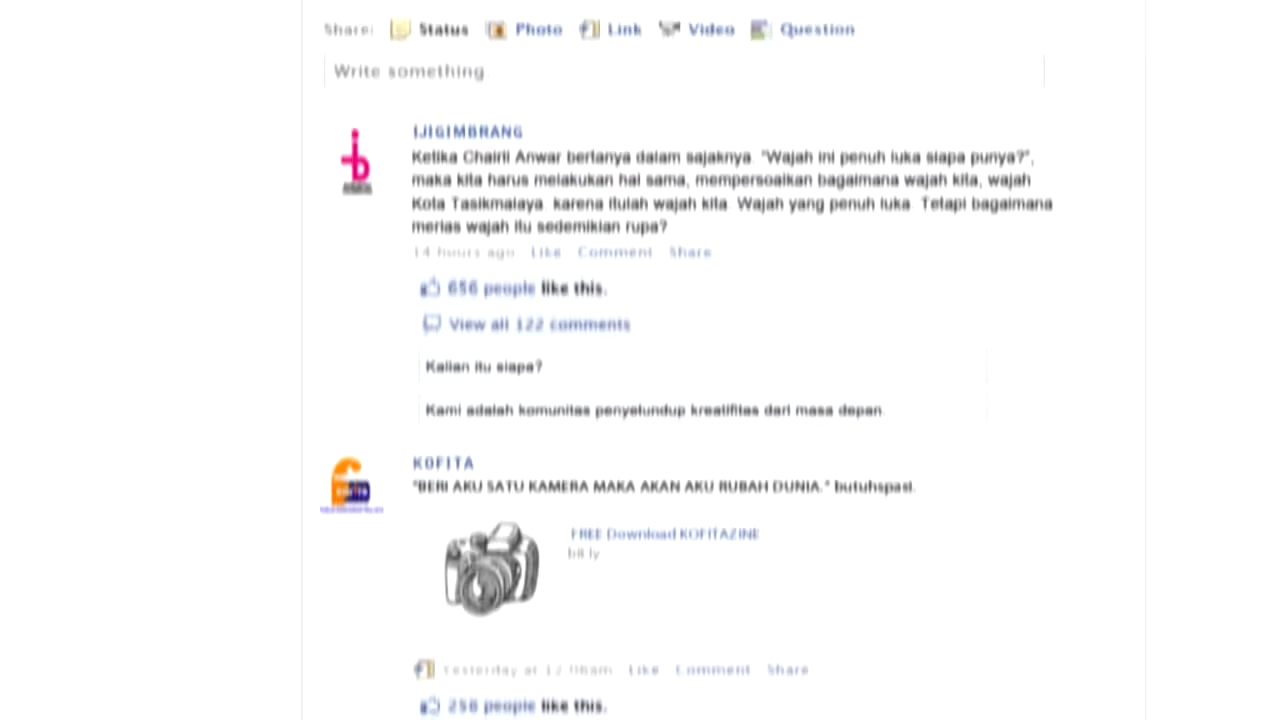 Share: Status Photo Link Video Question
Write something
IJIGIMBRANG
Ketika Chairil Anwar bertanya dalam sajaknya "Wajah ini penuh luka siapa punya?",
maka kita harus melakukan hal sama, mempersoalkan bagaimana wajah kita, wajah
Kota Tasikmalaya karena itulah wajah kita Wajah yang penuh luka Tetapi bagaimana
merias wajah itu sedemikian rupa?
14 hours ago Like Comment Share
656 people like this.
View all 122 comments
Kalian itu siapa?
Kami adalah komunitas penyelundup kreatifitas dari masa depan
KOFITA
"BERI AKU SATU KAMERA MAKA AKAN AKU RUBAH DUNIA." butuhspasi.
FREE Download KOFITAZINE
bit.ly
Yesterday at Like Comment Share
256 people like this.